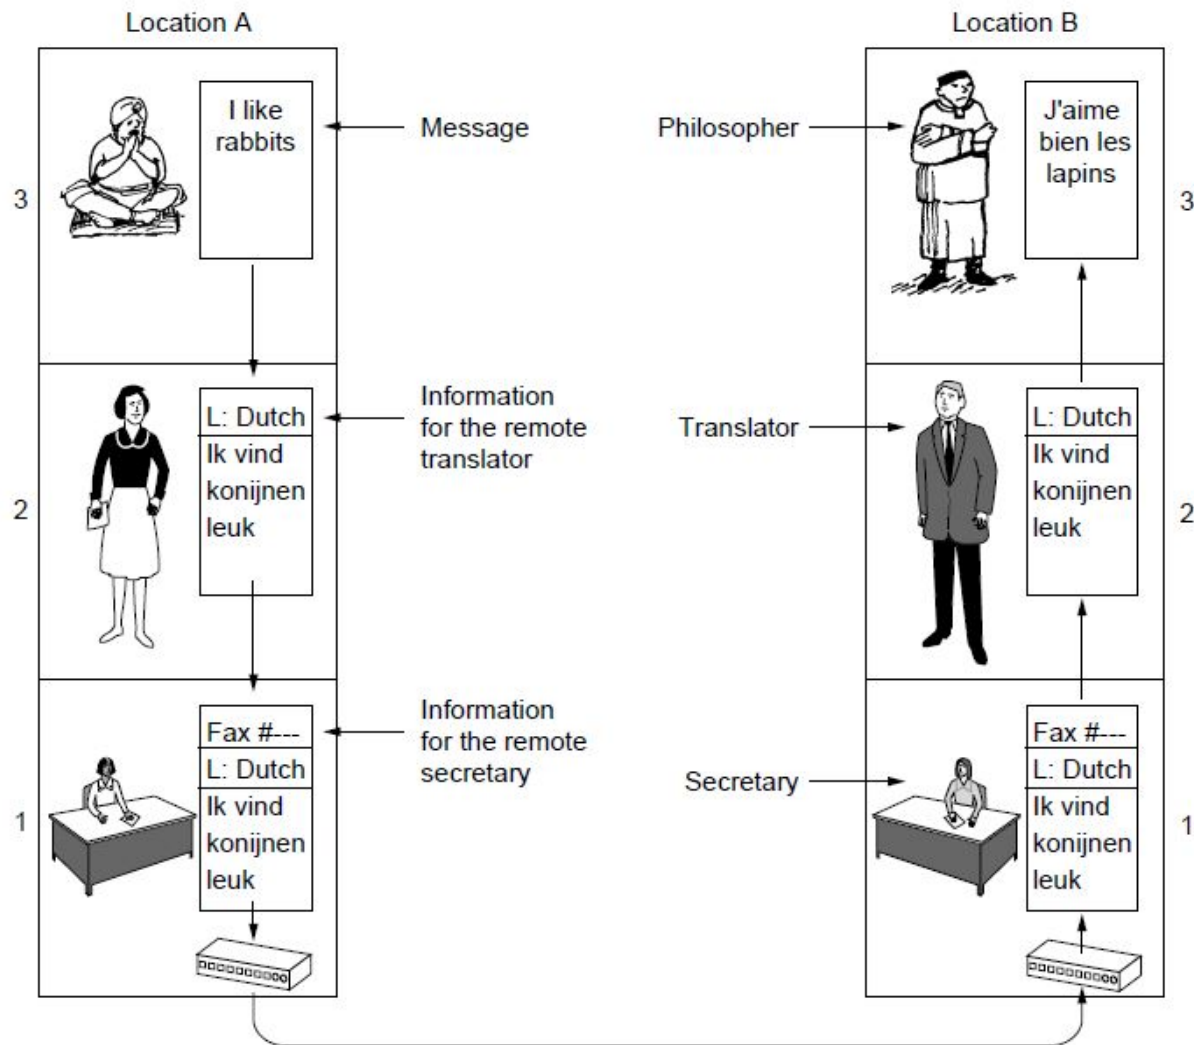 Location A
Location B
I like
rabbits
Message
Philosopher
J'aime
bien les
lapins
3
3
L: Dutch
Ik vind
konijnen
leuk
Information
for the remote
translator
Translator
L: Dutch
Ik vind
konijnen
leuk
2
2
Fax #---
L: Dutch
Ik vind
konijnen
leuk
Information
for the remote
secretary
Secretary
Fax #---
L: Dutch
Ik vind
konijnen
leuk
1
1